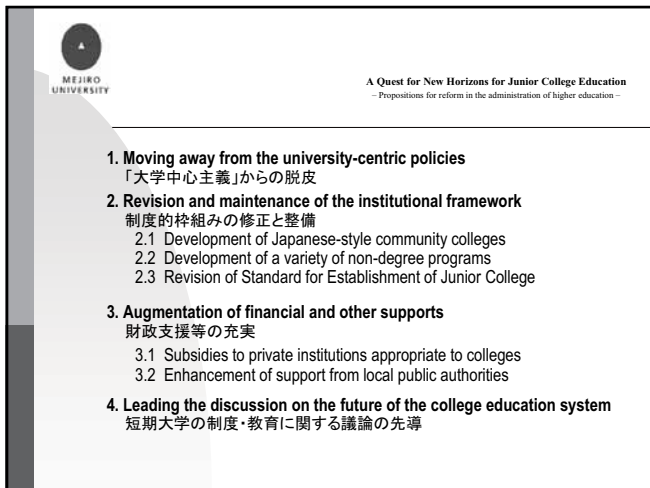 MEJIRO
UNIVERSITY
A Quest for New Horizons for Junior College Education
– Propositions for reform in the administration of higher education –
1. Moving away from the university-centric policies
「大学中心主義」からの脱皮
2. Revision and maintenance of the institutional framework
制度的枠組みの修正と整備
2.1 Development of Japanese-style community colleges
2.2 Development of a variety of non-degree programs
2.3 Revision of Standard for Establishment of Junior College
3. Augmentation of financial and other supports
財政支援等の充実
3.1 Subsidies to private institutions appropriate to colleges
3.2 Enhancement of support from local public authorities
4. Leading the discussion on the future of the college education system
短期大学の制度・教育に関する議論の先導